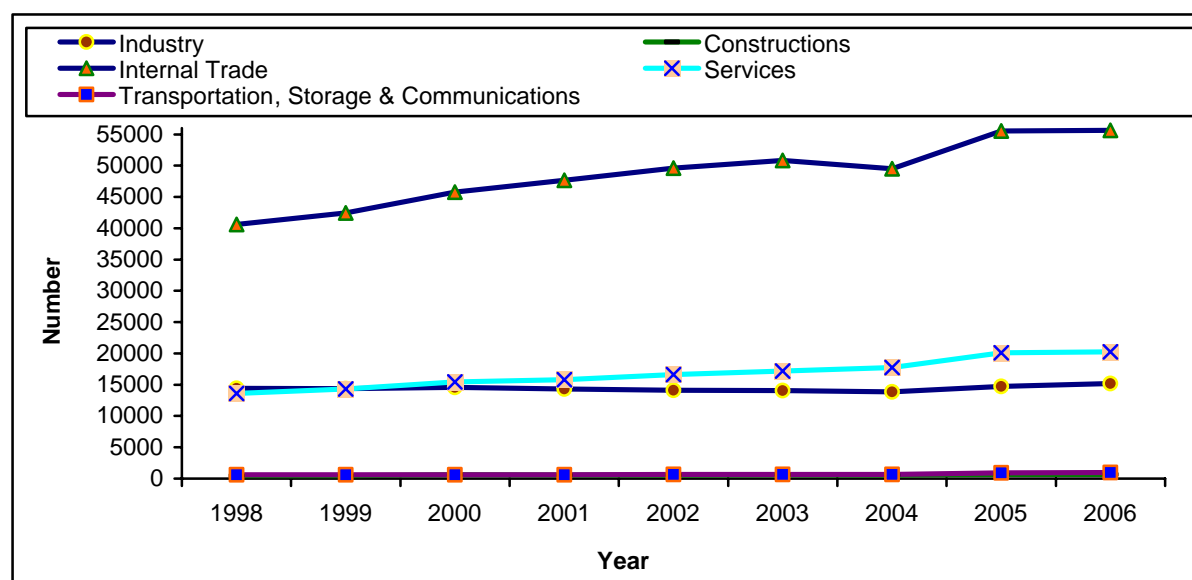 Industry
Constructions
Internal Trade
Services
Transportation, Storage & Communications
55000
50000
45000
40000
35000
30000
25000
20000
15000
10000
5000
0
Number
1998 1999 2000 2001 2002 2003 2004 2005 2006
Year